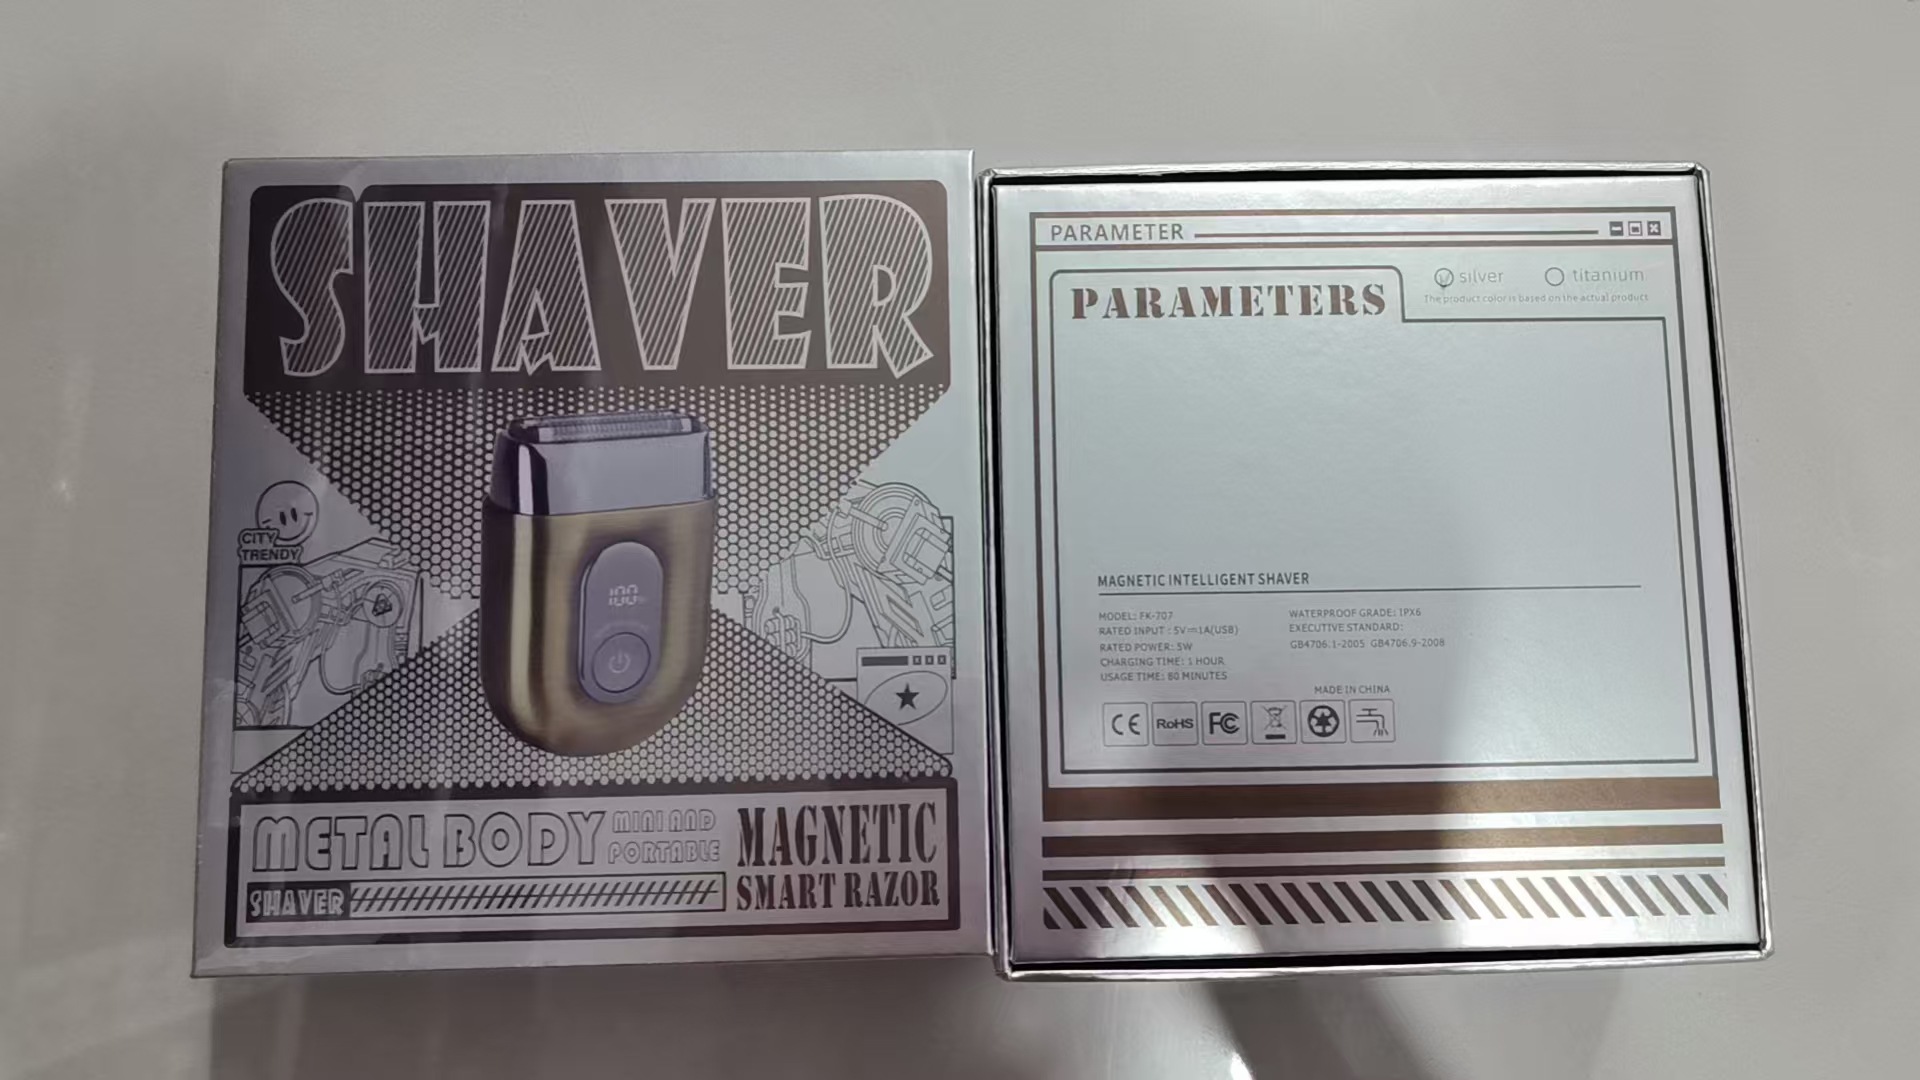 SHAVER
CITY
TRENDY
100
METAL BODY
MINI AND
PORTABLE
SHAVER
MAGNETIC
SMART RAZOR
PARAMETER
PARAMETERS
silver
titanium
The product color is based on the actual product
MAGNETIC INTELLIGENT SHAVER
MODEL: FK-707
RATED INPUT : 5V⎓1A(USB)
RATED POWER: 5W
CHARGING TIME: 1 HOUR
USAGE TIME: 80 MINUTES
WATERPROOF GRADE: IPX6
EXECUTIVE STANDARD:
GB4706.1-2005 GB4706.9-2008
MADE IN CHINA
CE
RoHS
FC